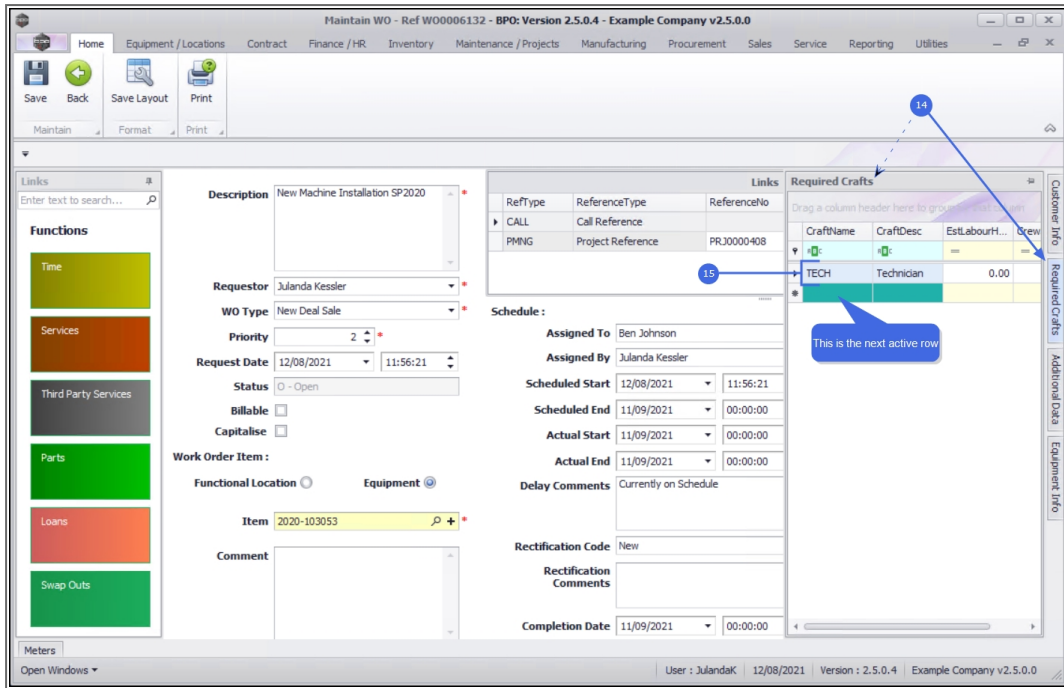 Maintain WO - Ref WO00006132 - BPO: Version 2.5.0.4 - Example Company v2.5.0.0
Home Equipment / Locations Contract Finance / HR Inventory Maintenance / Projects Manufacturing Procurement Sales Service Reporting Utilities
Save Back Save Layout Print
Maintain Format Print
14
Links
Enter text to search...
Functions
Time
Services
Third Party Services
Parts
Loans
Swap Outs
Description New Machine Installation SP2020 *
Requestor Julanda Kessler *
WO Type New Deal Sale *
Priority 2 *
Request Date 12/08/2021 11:56:21
Status O - Open
Billable
Capitalise
Work Order Item :
Functional Location Equipment
Item 2020-103053 *
Comment
Links
RefType ReferenceType ReferenceNo
CALL Call Reference
PMNG Project Reference PRJ0000408
Schedule :
Assigned To Ben Johnson
Assigned By Julanda Kessler
Scheduled Start 12/08/2021 11:56:21
Scheduled End 11/09/2021 00:00:00
Actual Start 11/09/2021 00:00:00
Actual End 11/09/2021 00:00:00
Delay Comments Currently on Schedule
Rectification Code New
Rectification
Comments
Completion Date 11/09/2021 00:00:00
Required Crafts
Drag a column header here to group by that column
CraftName CraftDesc EstLabourH... Crew
ABC ABC = =
15
TECH Technician 0.00
This is the next active row
Customer Info
Required Crafts
Additional Data
Equipment Info
Meters
Open Windows User : JulandaK 12/08/2021 Version : 2.5.0.4 Example Company v2.5.0.0